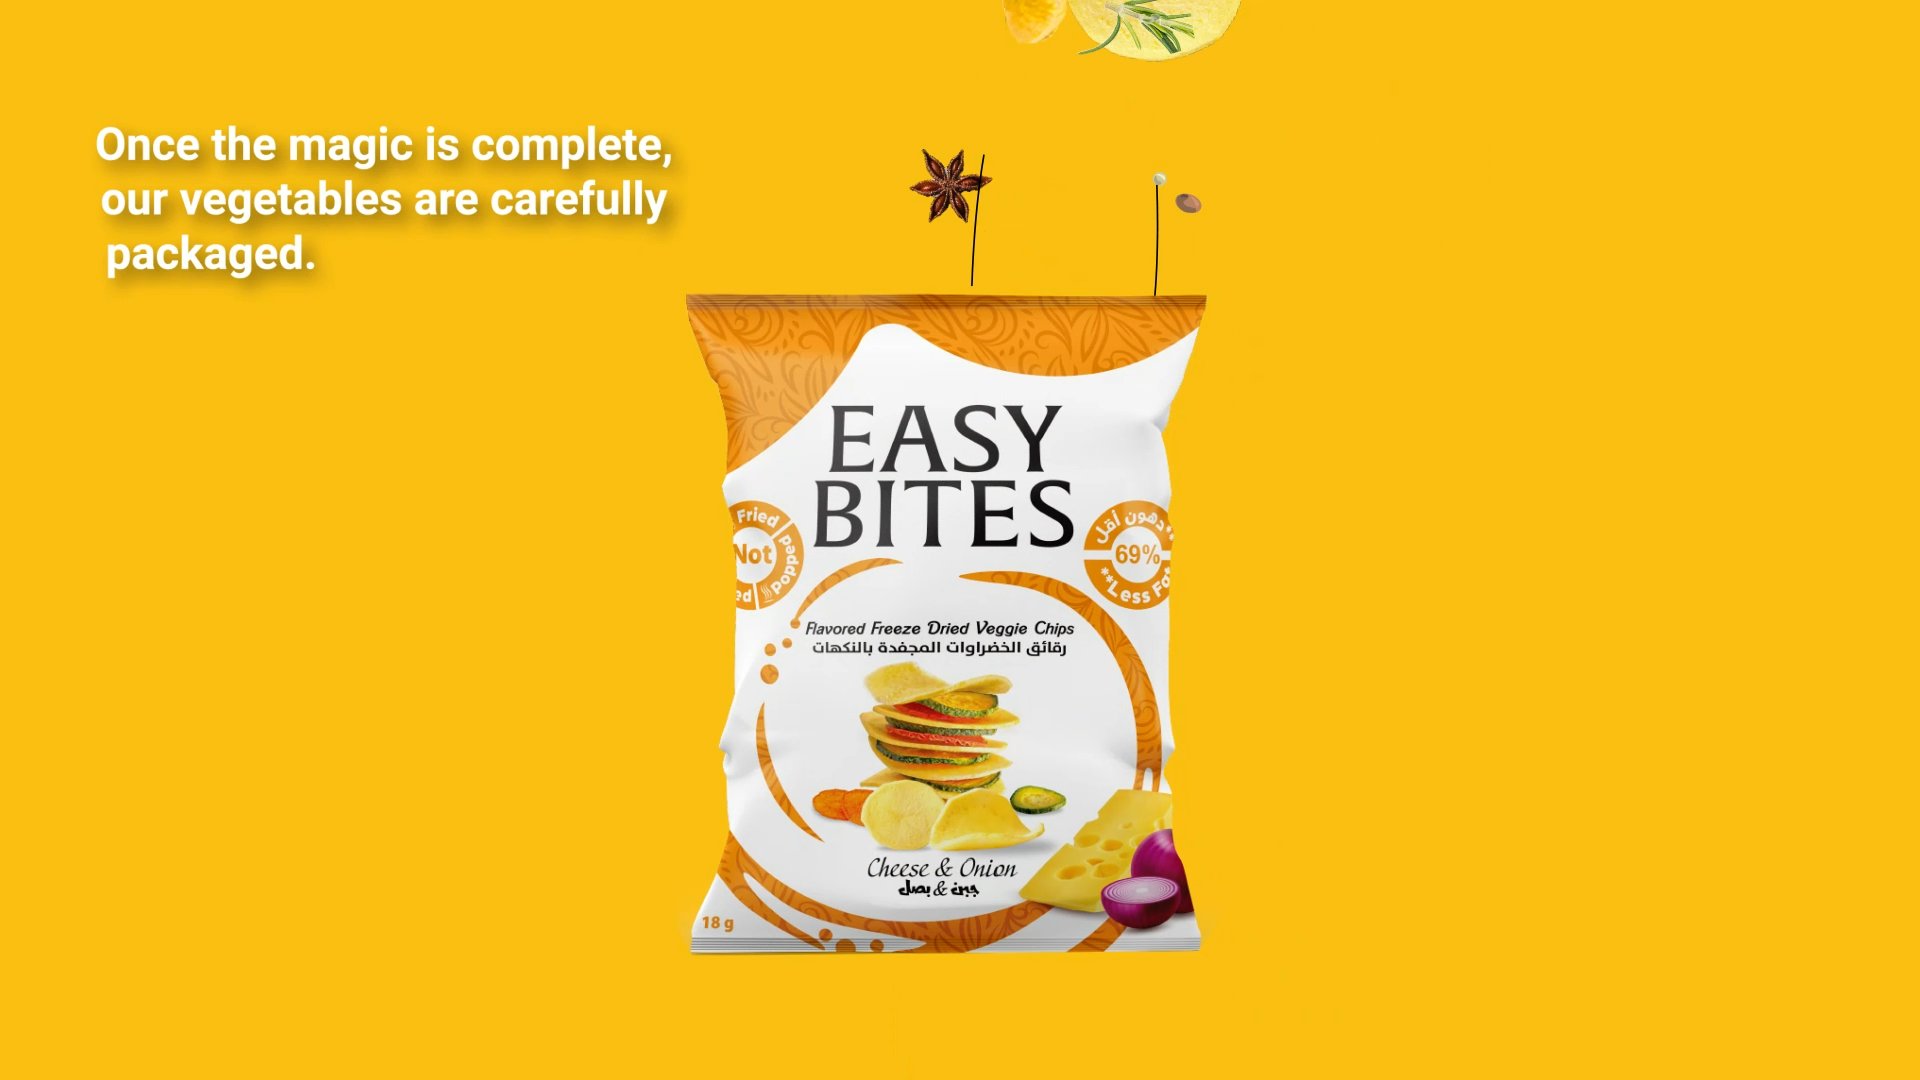 Once the magic is complete,
our vegetables are carefully
packaged.
EASY
BITES
Fried
Not
Popped
دهون أقل**
69%
**Less Fat
Flavored Freeze Dried Veggie Chips
رقائق الخضراوات المجفدة بالنكهات
Cheese & Onion
جبن & بصل
18 g